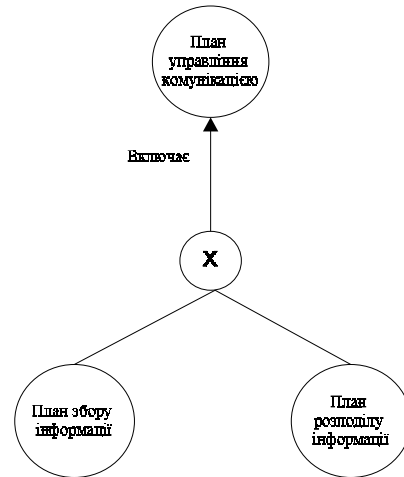 План
управління
комунікацією
Включає
X
План збору
інформації
План
розподілу
інформації